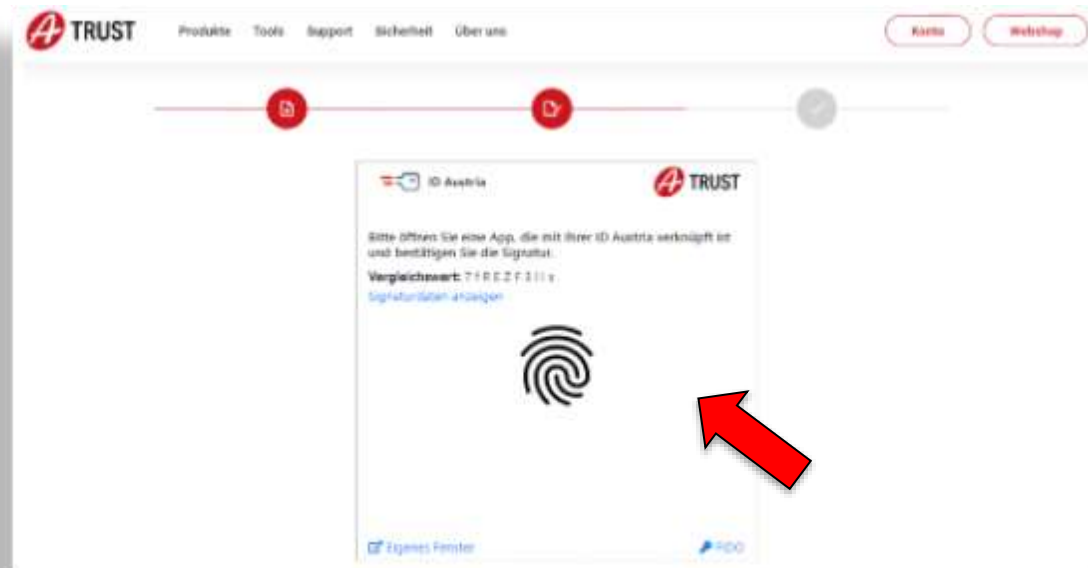 A TRUST
Produkte Tools Support Sicherheit Über uns
Konto Webshop
ID Austria
A TRUST
Bitte öffnen Sie eine App, die mit Ihrer ID Austria verknüpft ist
und bestätigen Sie die Signatur.
Vergleichswert:
Signaturdaten anzeigen
Eigenes Fenster
FIDO